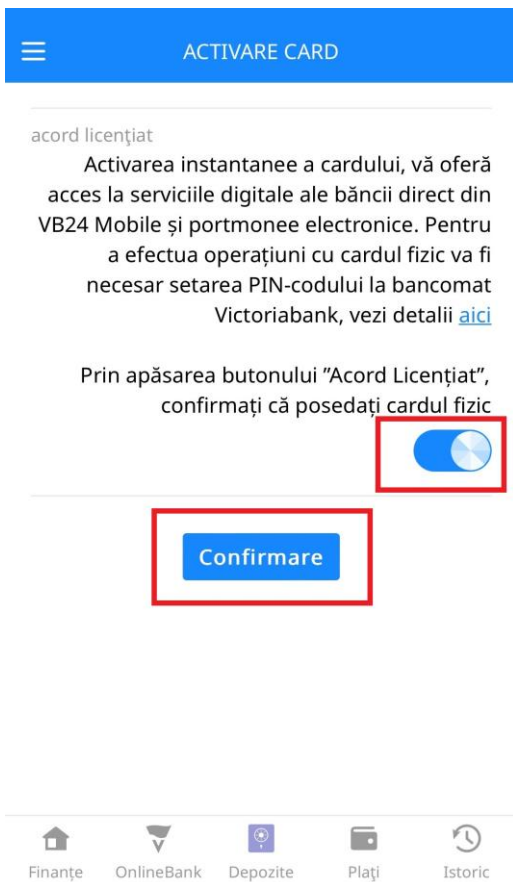 ACTIVARE CARD
acord licenţiat
Activarea instantanee a cardului, vă oferă
acces la serviciile digitale ale băncii direct din
VB24 Mobile și portmonee electronice. Pentru
a efectua operațiuni cu cardul fizic va fi
necesar setarea PIN-codului la bancomat
Victoriabank, vezi detalii aici
Prin apăsarea butonului ”Acord Licențiat”,
confirmați că posedați cardul fizic
Confirmare
Finanțe OnlineBank Depozite Plăți Istoric